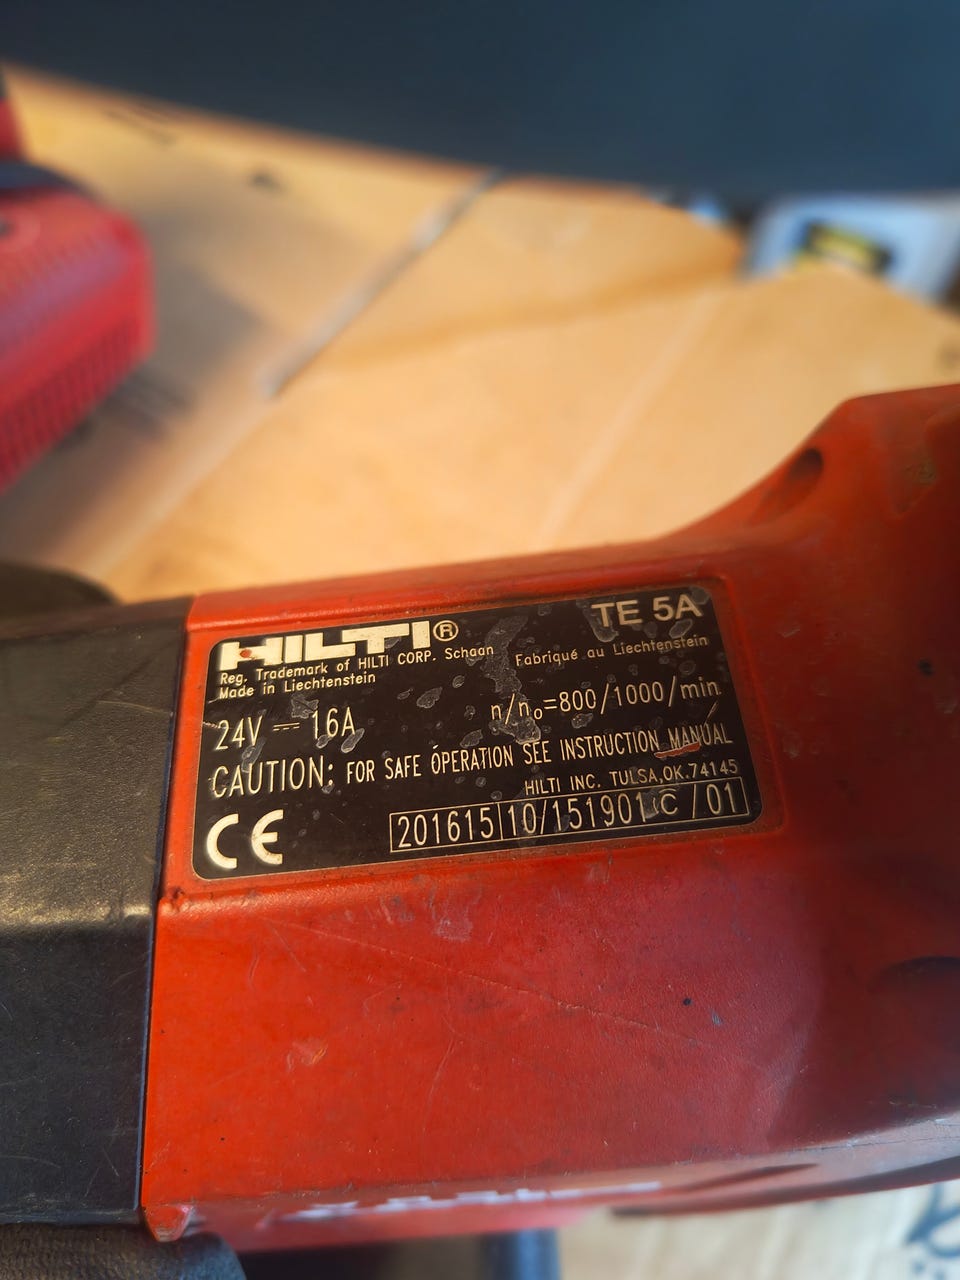 HILTI® TE 5A
Reg. Trademark of HILTI CORP. Schaan Fabriqué au Liechtenstein
Made in Liechtenstein
24V ⎓ 16A n/n₀=800/1000/min
CAUTION: FOR SAFE OPERATION SEE INSTRUCTION MANUAL
HILTI INC. TULSA,OK.74145
CE 201615 10/151901 C /01